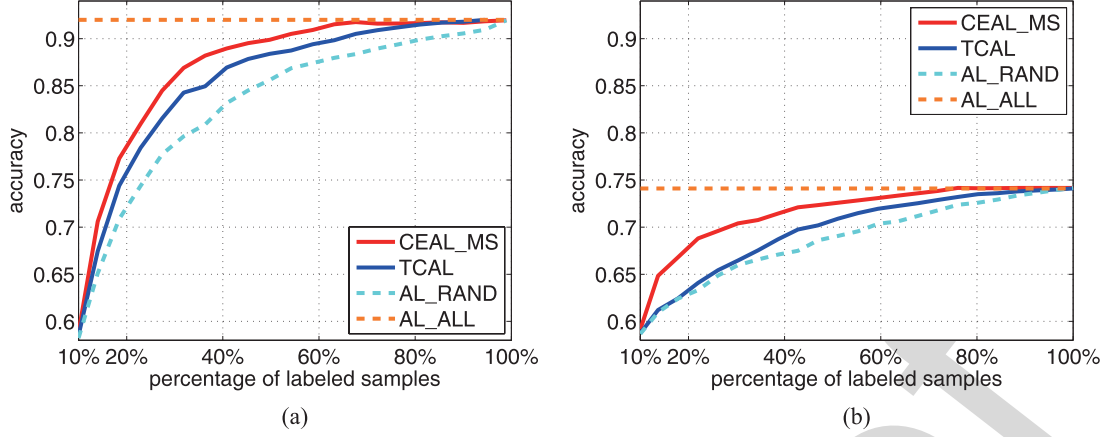 0.9
0.85
0.8
0.75
0.7
0.65
0.6
accuracy
CEAL_MS
TCAL
AL_RAND
AL_ALL
10% 20% 40% 60% 80% 100%
percentage of labeled samples
(a)
0.9
0.85
0.8
0.75
0.7
0.65
0.6
accuracy
CEAL_MS
TCAL
AL_RAND
AL_ALL
10% 20% 40% 60% 80% 100%
percentage of labeled samples
(b)